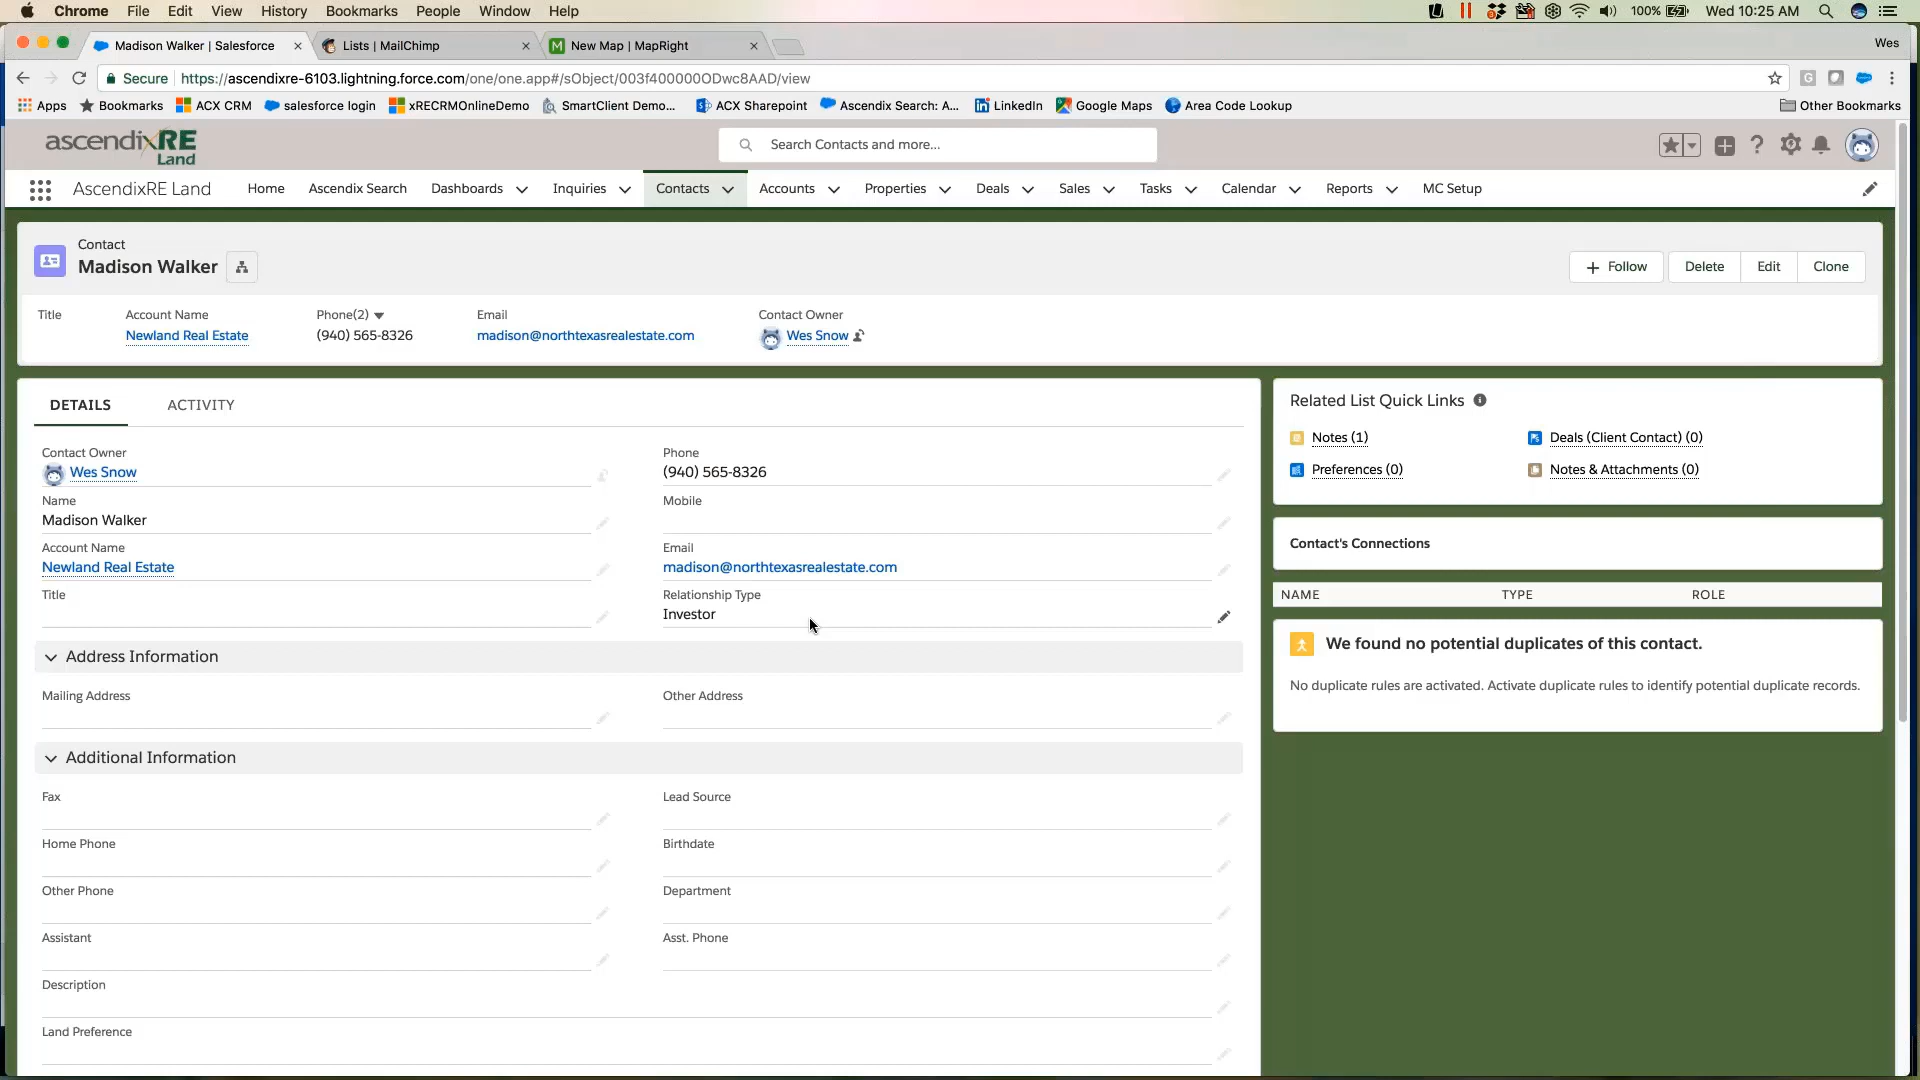 Chrome File Edit View History Bookmarks People Window Help 100% Wed 10:25 AM
Madison Walker | Salesforce Lists | MailChimp New Map | MapRight Wes
Secure https://ascendixre-6103.lightning.force.com/one/one.app#/sObject/003f400000ODwc8AAD/view
Apps Bookmarks ACX CRM salesforce login xRECRMOnlineDemo SmartClient Demo... ACX Sharepoint Ascendix Search: A... LinkedIn Google Maps Area Code Lookup Other Bookmarks
ascendixRE
Land
Search Contacts and more...
AscendixRE Land Home Ascendix Search Dashboards Inquiries Contacts Accounts Properties Deals Sales Tasks Calendar Reports MC Setup
Contact
Madison Walker
Follow Delete Edit Clone
Title Account Name Phone(2) Email Contact Owner
Newland Real Estate (940) 565-8326 madison@northtexasrealestate.com Wes Snow
DETAILS ACTIVITY
Contact Owner
Wes Snow
Phone
(940) 565-8326
Name
Madison Walker
Mobile
Account Name
Newland Real Estate
Email
madison@northtexasrealestate.com
Title
Relationship Type
Investor
Address Information
Mailing Address Other Address
Additional Information
Fax Lead Source
Home Phone Birthdate
Other Phone Department
Assistant Asst. Phone
Description
Land Preference
Related List Quick Links
Notes (1) Deals (Client Contact) (0)
Preferences (0) Notes & Attachments (0)
Contact's Connections
NAME TYPE ROLE
We found no potential duplicates of this contact.
No duplicate rules are activated. Activate duplicate rules to identify potential duplicate records.